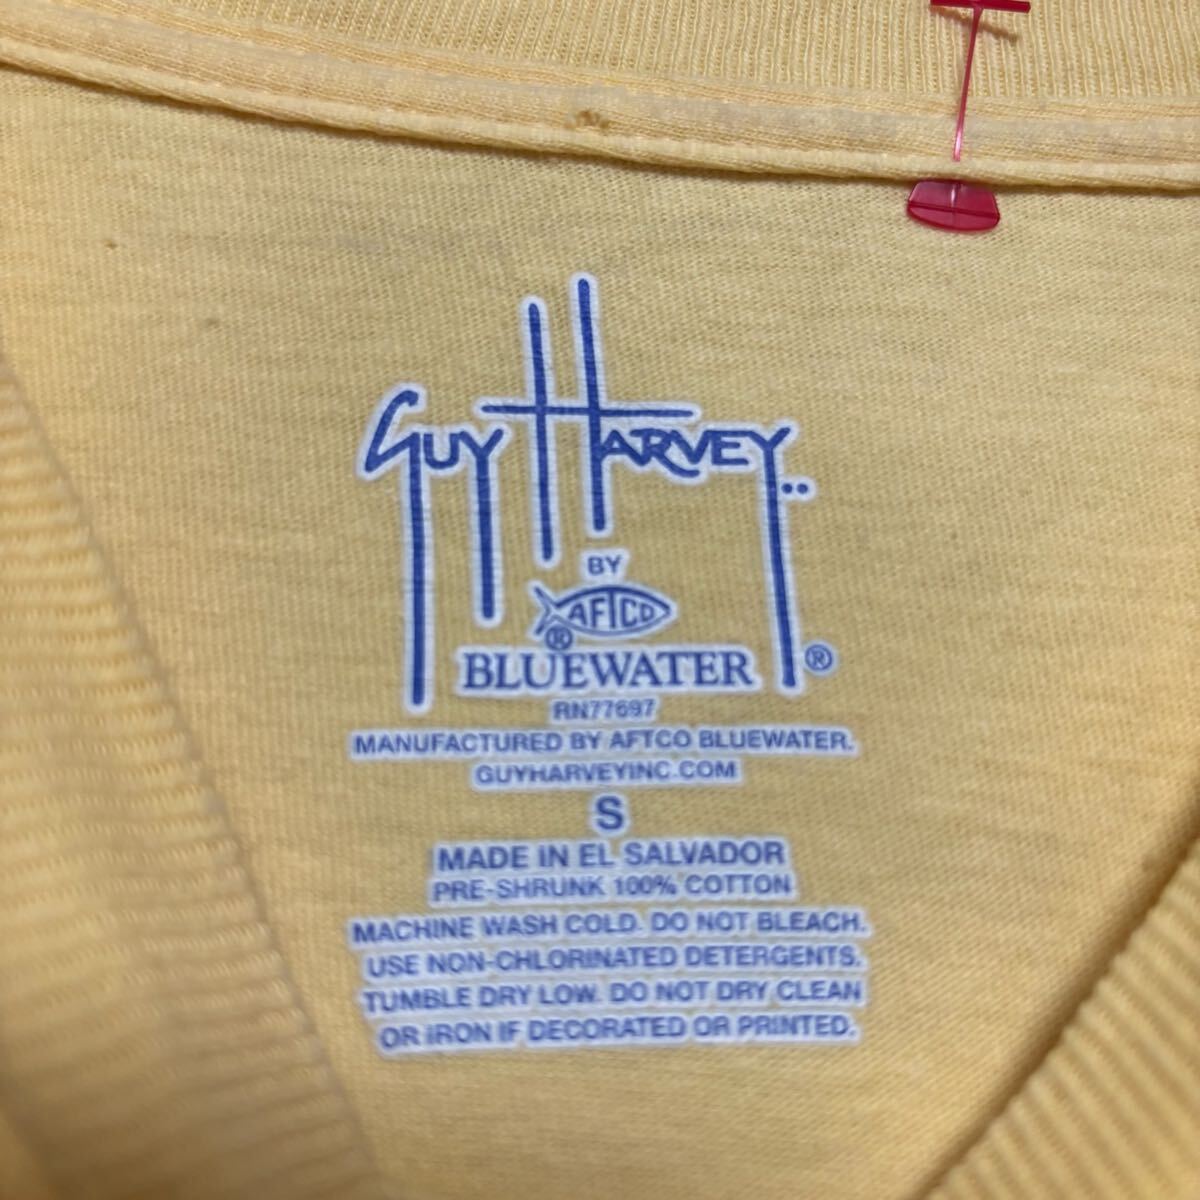 GUY HARVEY
BY
AFTCO
®
BLUEWATER ®
RN77697
MANUFACTURED BY AFTCO BLUEWATER.
GUYHARVEYINC.COM
S
MADE IN EL SALVADOR
PRE-SHRUNK 100% COTTON
MACHINE WASH COLD. DO NOT BLEACH.
USE NON-CHLORINATED DETERGENTS.
TUMBLE DRY LOW. DO NOT DRY CLEAN
OR IRON IF DECORATED OR PRINTED.